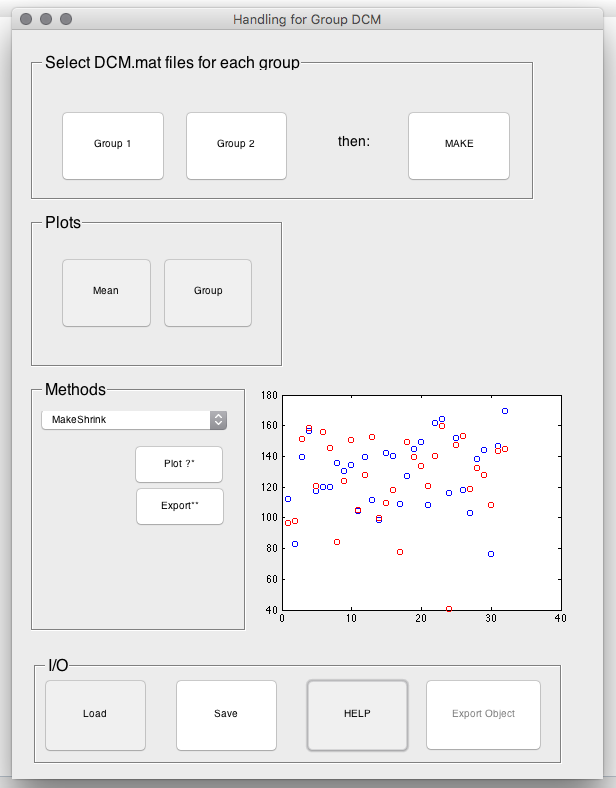 Handling for Group DCM
Select DCM.mat files for each group
Group 1
Group 2
then:
MAKE
Plots
Mean
Group
Methods
MakeShrink
Plot ?*
Export**
180
160
140
120
100
80
60
40
0
10
20
30
40
I/O
Load
Save
HELP
Export Object